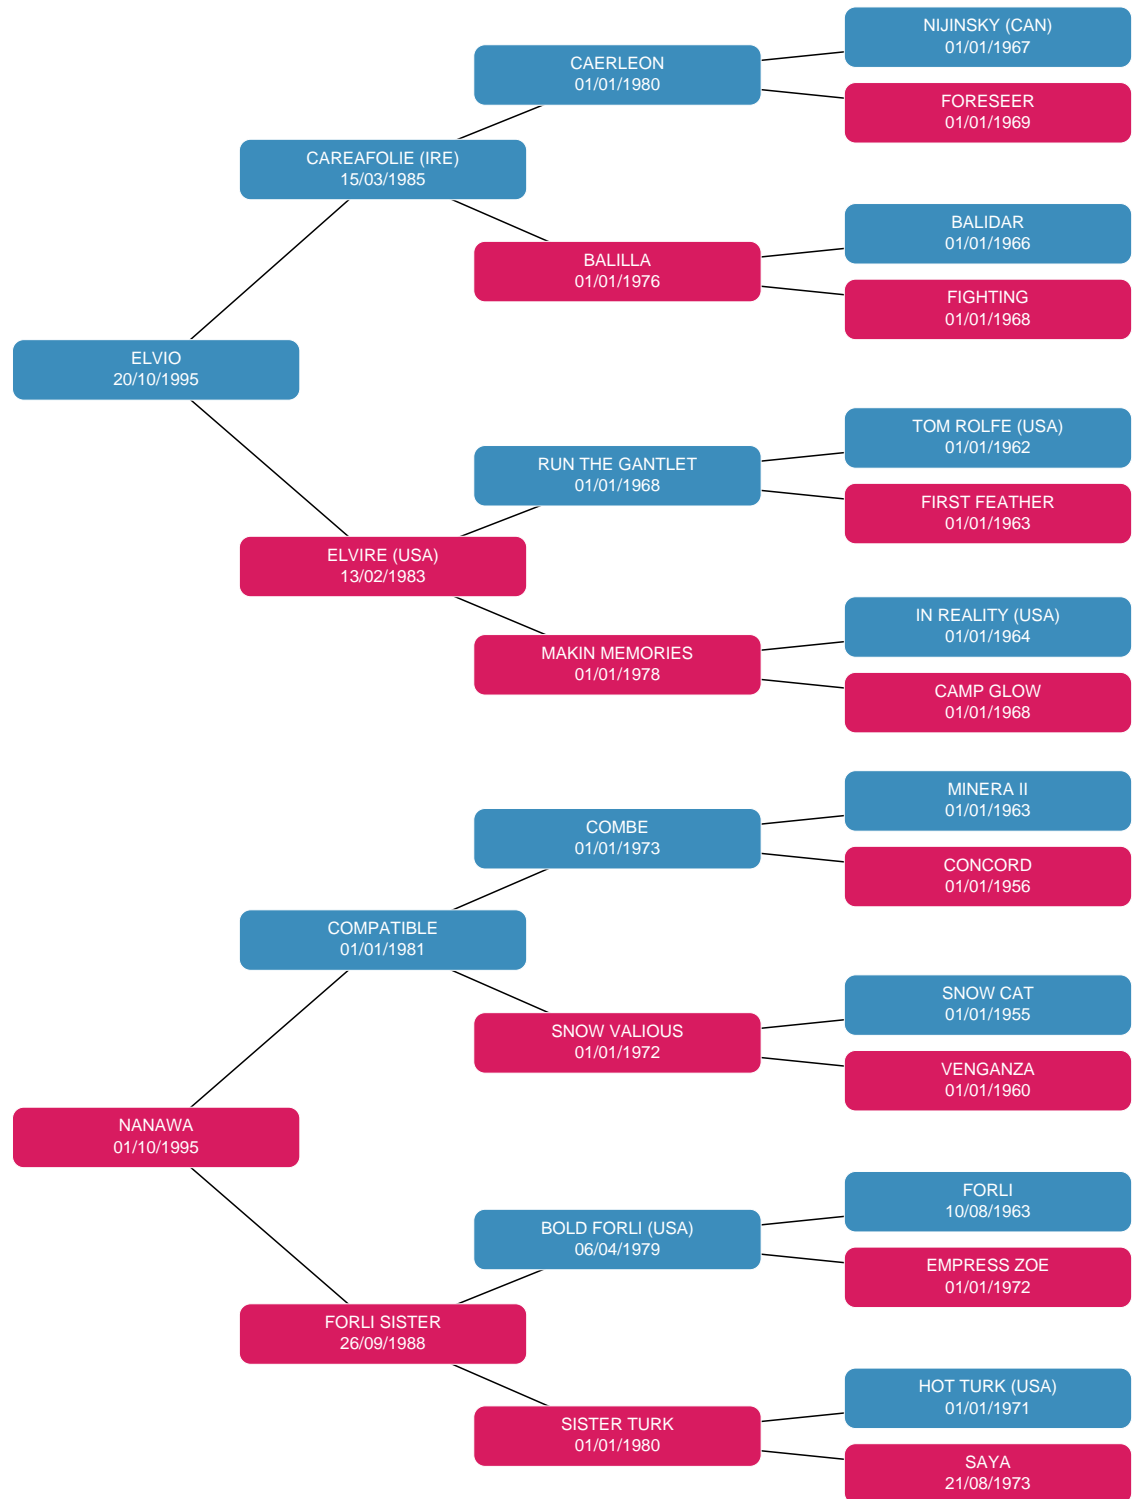 NIJINSKY (CAN)
01/01/1967
CAERLEON
01/01/1980
FORESEER
01/01/1969
CAREAFOLIE (IRE)
15/03/1985
BALIDAR
01/01/1966
BALILLA
01/01/1976
FIGHTING
01/01/1968
ELVIO
20/10/1995
TOM ROLFE (USA)
01/01/1962
RUN THE GANTLET
01/01/1968
FIRST FEATHER
01/01/1963
ELVIRE (USA)
13/02/1983
IN REALITY (USA)
01/01/1964
MAKIN MEMORIES
01/01/1978
CAMP GLOW
01/01/1968
MINERA II
01/01/1963
COMBE
01/01/1973
CONCORD
01/01/1956
COMPATIBLE
01/01/1981
SNOW CAT
01/01/1955
SNOW VALIOUS
01/01/1972
VENGANZA
01/01/1960
NANAWA
01/10/1995
FORLI
10/08/1963
BOLD FORLI (USA)
06/04/1979
EMPRESS ZOE
01/01/1972
FORLI SISTER
26/09/1988
HOT TURK (USA)
01/01/1971
SISTER TURK
01/01/1980
SAYA
21/08/1973